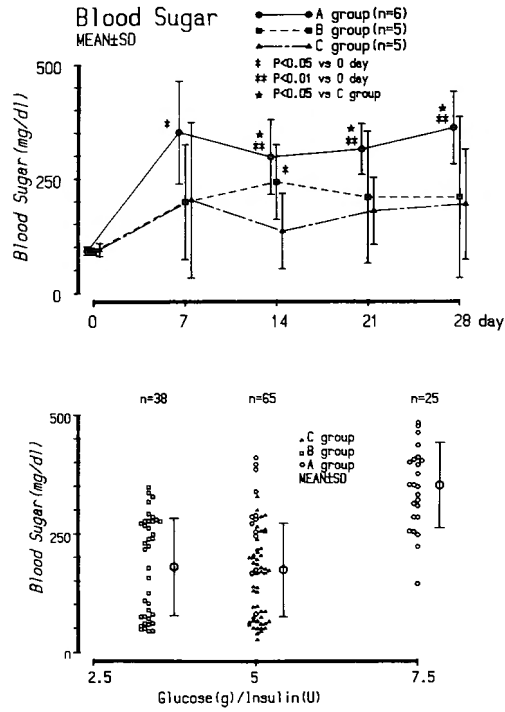 Blood Sugar
MEAN±SD
A group(n=6)
B group(n=5)
C group(n=5)
‡ P<0.05 vs 0 day
‡‡ P<0.01 vs 0 day
★ P<0.05 vs C group
Blood Sugar(mg/dl)
500
250
0
‡
★
‡‡
★
‡‡
★
‡‡
‡
0 7 14 21 28 day
n=38 n=65 n=25
Blood Sugar(mg/dl)
500
250
n
C group
B group
A group
MEAN±SD
2.5 5 7.5
Glucose(g)/Insulin(U)